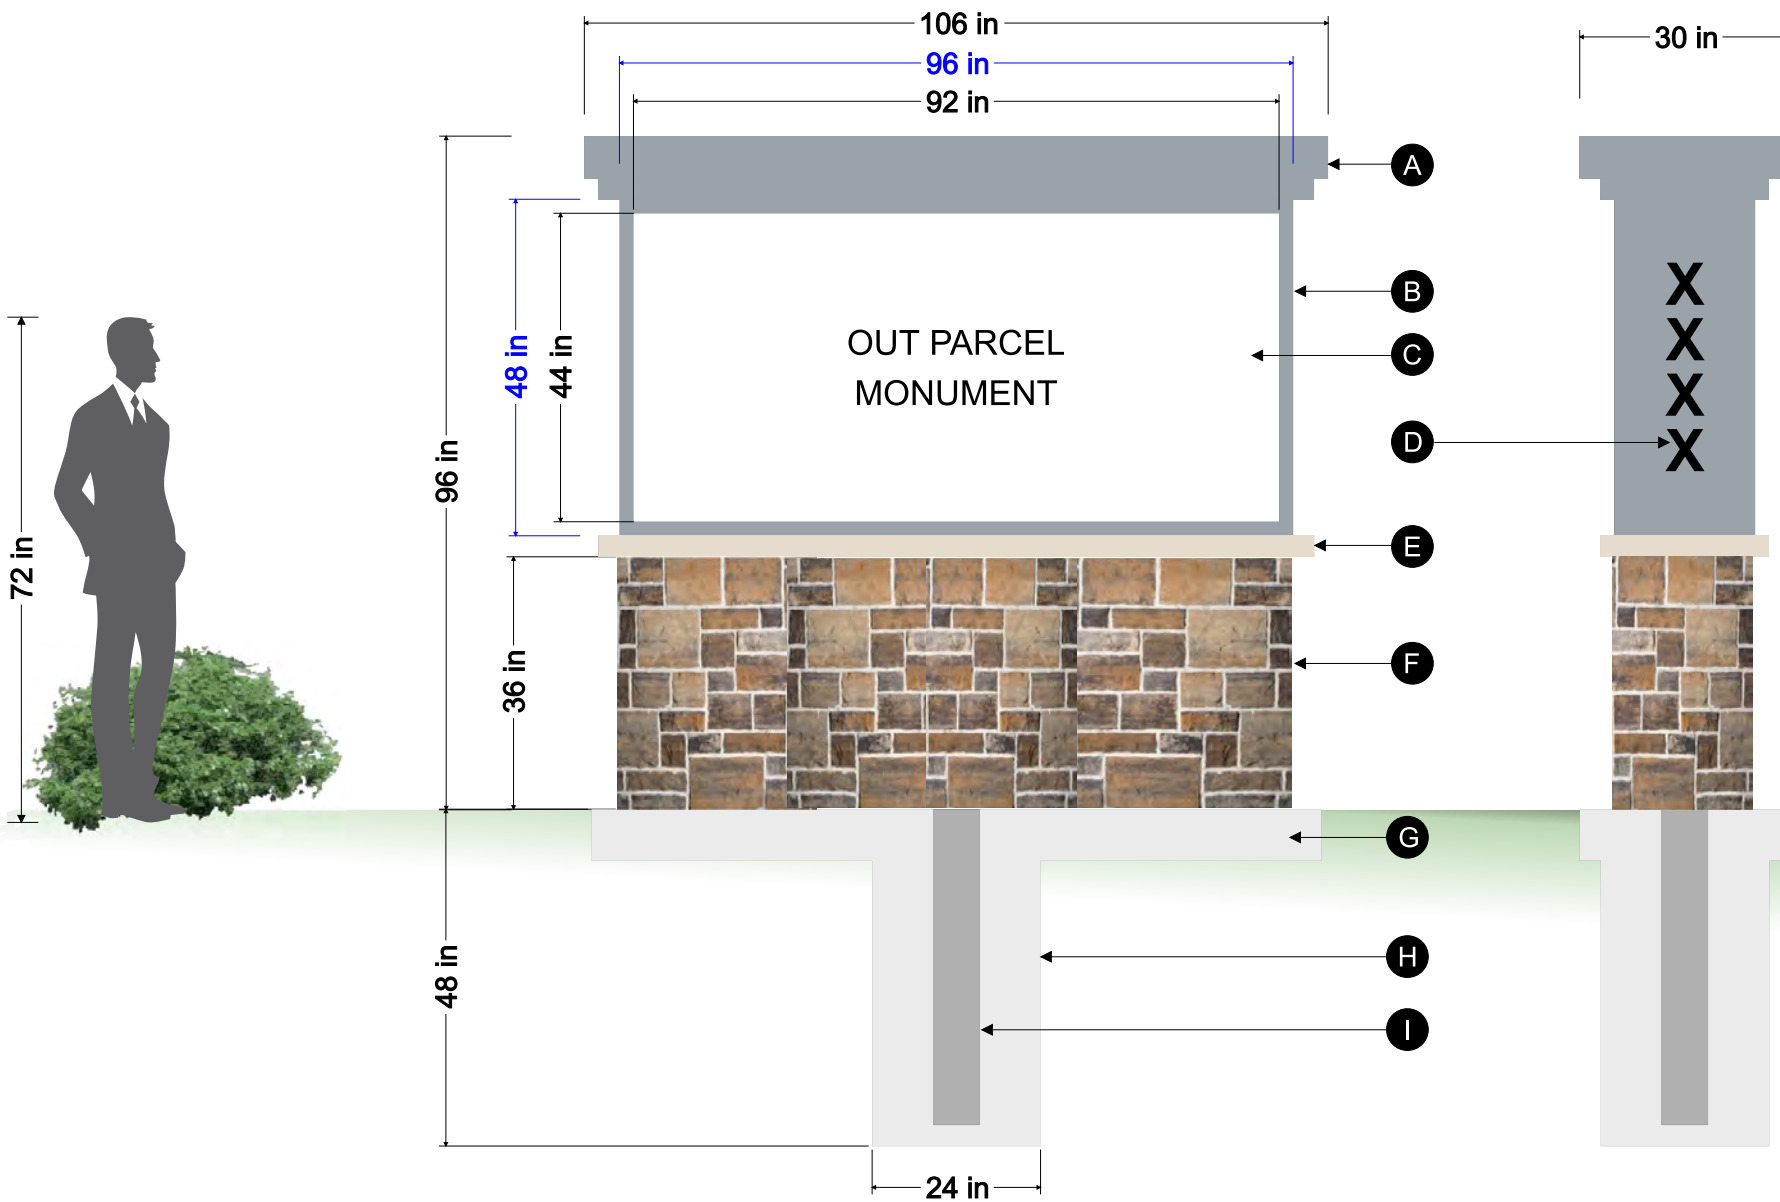 106 in
30 in
96 in
92 in
A
B
48 in
44 in
OUT PARCEL
MONUMENT
C
X
X
X
X
D
96 in
E
72 in
36 in
F
G
48 in
H
I
24 in